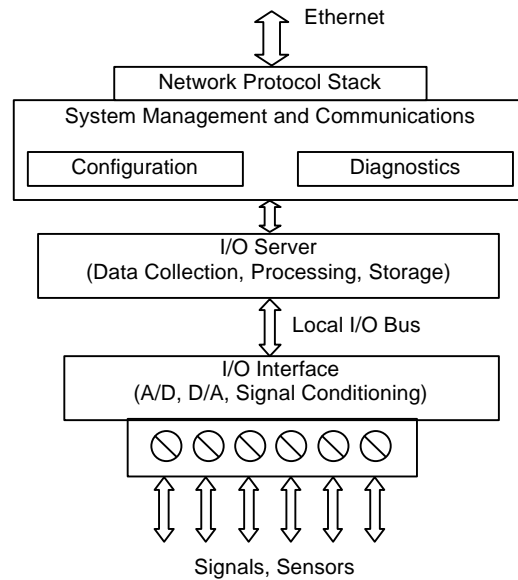 Ethernet
Network Protocol Stack
System Management and Communications
Configuration
Diagnostics
I/O Server
(Data Collection, Processing, Storage)
Local I/O Bus
I/O Interface
(A/D, D/A, Signal Conditioning)
Signals, Sensors